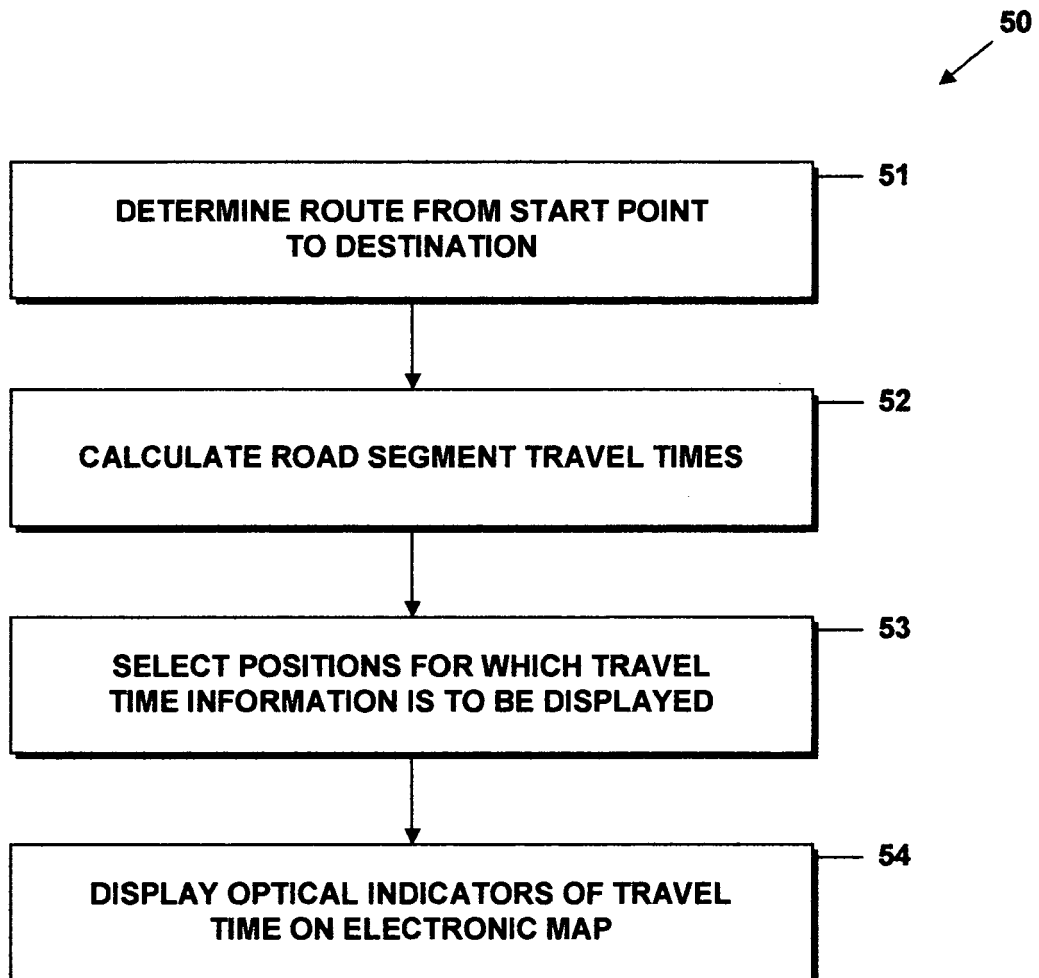 50
51
DETERMINE ROUTE FROM START POINT
TO DESTINATION
52
CALCULATE ROAD SEGMENT TRAVEL TIMES
53
SELECT POSITIONS FOR WHICH TRAVEL
TIME INFORMATION IS TO BE DISPLAYED
54
DISPLAY OPTICAL INDICATORS OF TRAVEL
TIME ON ELECTRONIC MAP